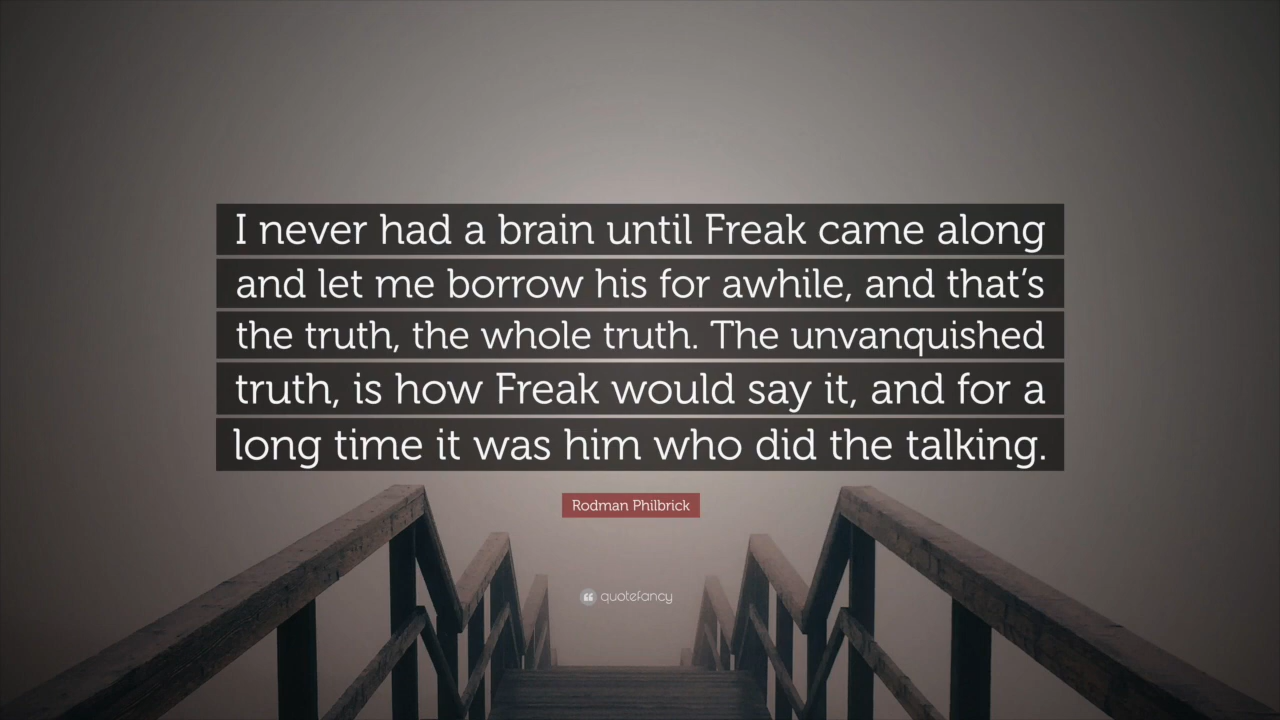 I never had a brain until Freak came along
and let me borrow his for awhile, and that’s
the truth, the whole truth. The unvanquished
truth, is how Freak would say it, and for a
long time it was him who did the talking.
Rodman Philbrick
quotefancy